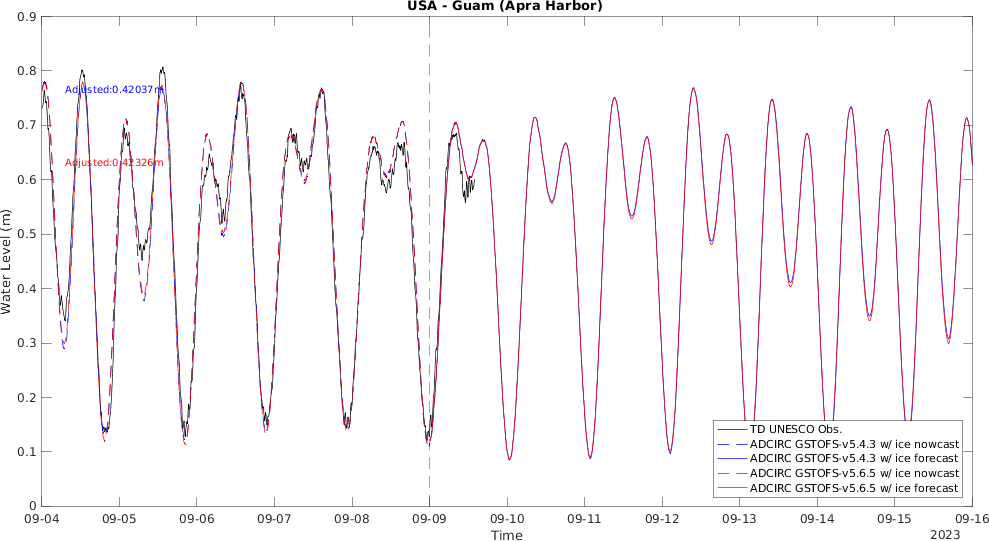 USA - Guam (Apra Harbor)
0.9
0.8
0.7
0.6
0.5
0.4
0.3
0.2
0.1
0
Water Level (m)
Adjusted:0.42037m
Adjusted:0.42326m
TD UNESCO Obs.
ADCIRC GSTOFS-v5.4.3 w/ ice nowcast
ADCIRC GSTOFS-v5.4.3 w/ ice forecast
ADCIRC GSTOFS-v5.6.5 w/ ice nowcast
ADCIRC GSTOFS-v5.6.5 w/ ice forecast
09-04 09-05 09-06 09-07 09-08 09-09 09-10 09-11 09-12 09-13 09-14 09-15 09-16
Time
2023